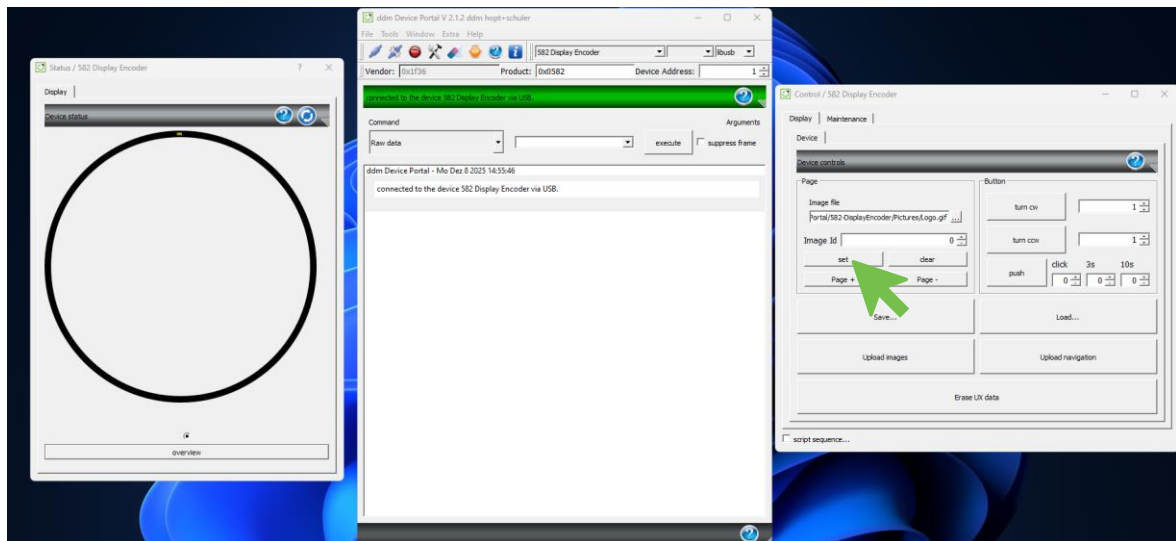 Status / 582 Display Encoder
Display
Device status
overview
ddm Device Portal V 2.1.2 ddm hopt+schuler
File Tools Window Extra Help
582 Display Encoder
libusb
Vendor: 0x1f36 Product: 0x0582 Device Address: 1
connected to the device 582 Display Encoder via USB.
Command Arguments
Raw data execute suppress frame
ddm Device Portal - Mo Dez 8 2025 14:55:46
connected to the device 582 Display Encoder via USB.
Control / 582 Display Encoder
Display Maintenance
Device
Device controls
Page
Image file
Portal/582-DisplayEncoder/Pictures/Logo.gif ...
Image Id 0
set clear
Page + Page -
Button
turn cw 1
turn ccw 1
push
click 3s 10s
0 0 0
Save... Load...
Upload images Upload navigation
Erase UX data
script sequence...